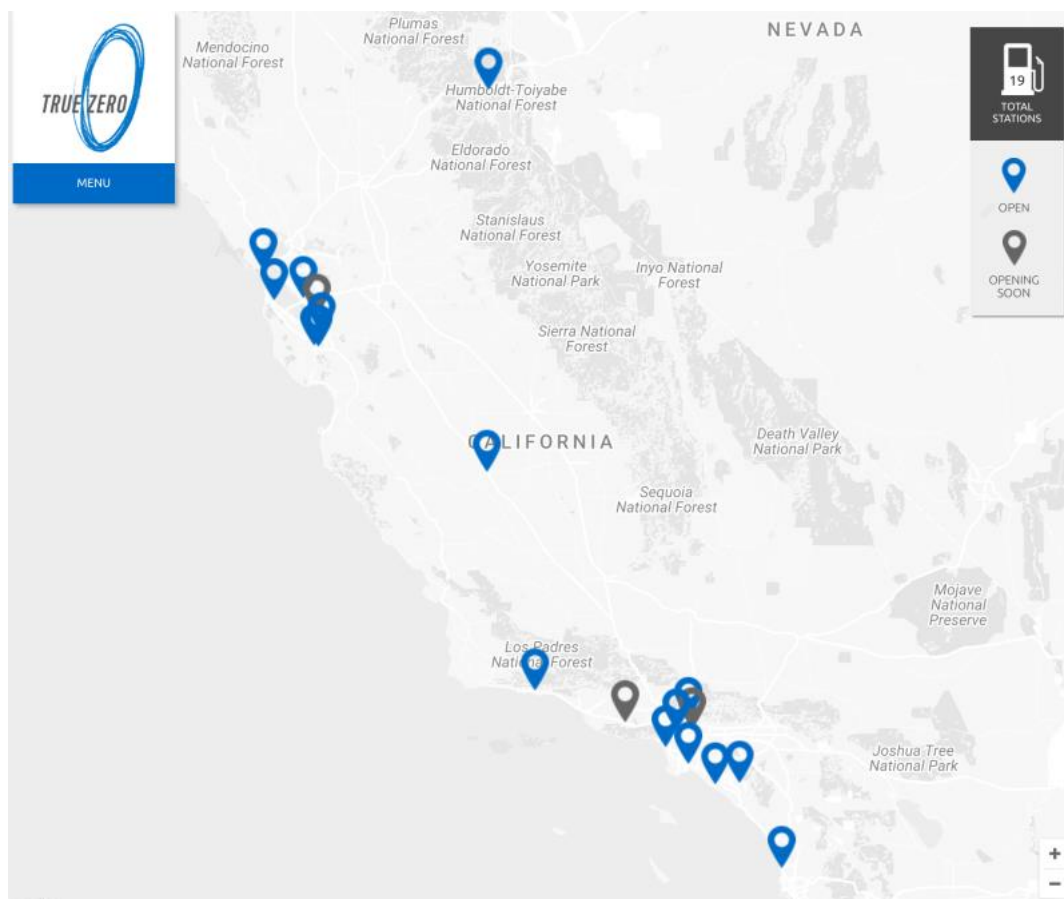 TRUE ZERO
MENU
Plumas
National Forest
Mendocino
National Forest
NEVADA
Humboldt-Toiyabe
National Forest
Eldorado
National Forest
Stanislaus
National Forest
Yosemite
National Park
Inyo National
Forest
Sierra National
Forest
CALIFORNIA
Death Valley
National Park
Sequoia
National Forest
Mojave
National
Preserve
Los Padres
National Forest
Joshua Tree
National Park
19
TOTAL
STATIONS
OPEN
OPENING
SOON
+
−